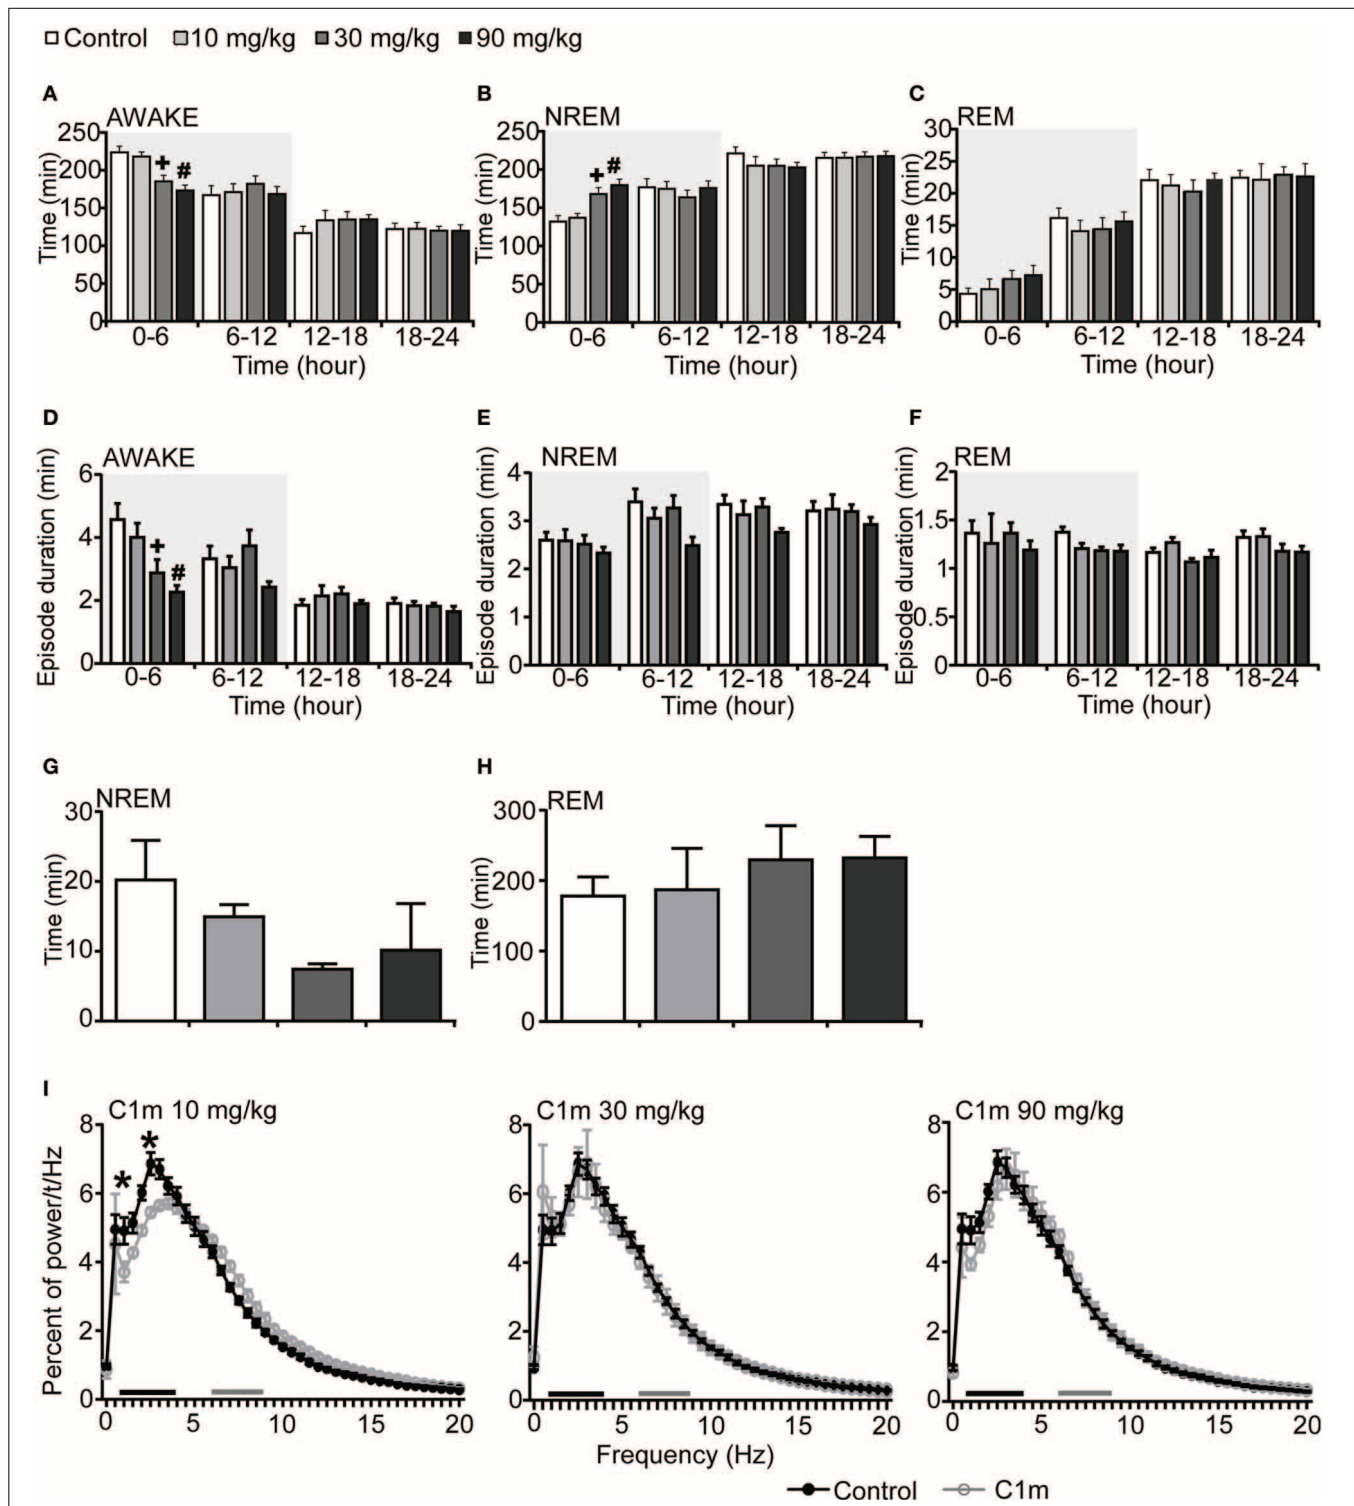 Control 10 mg/kg 30 mg/kg 90 mg/kg
A
AWAKE
250
200
150
100
50
0
Time (min)
+
#
0-6 6-12 12-18 18-24
Time (hour)
B
NREM
250
200
150
100
50
0
Time (min)
+
#
0-6 6-12 12-18 18-24
Time (hour)
C
REM
30
25
20
15
10
5
0
Time (min)
0-6 6-12 12-18 18-24
Time (hour)
D
AWAKE
6
4
2
0
Episode duration (min)
+
#
0-6 6-12 12-18 18-24
Time (hour)
E
NREM
4
3
2
1
0
Episode duration (min)
0-6 6-12 12-18 18-24
Time (hour)
F
REM
2
1.5
1
0.5
0
Episode duration (min)
0-6 6-12 12-18 18-24
Time (hour)
G
NREM
30
20
10
0
Time (min)
H
REM
300
200
100
0
Time (min)
I
C1m 10 mg/kg
8
6
4
2
0
Percent of power/t/Hz
*
*
0 5 10 15 20
C1m 30 mg/kg
8
6
4
2
0
0 5 10 15 20
C1m 90 mg/kg
8
6
4
2
0
0 5 10 15 20
Frequency (Hz)
Control C1m